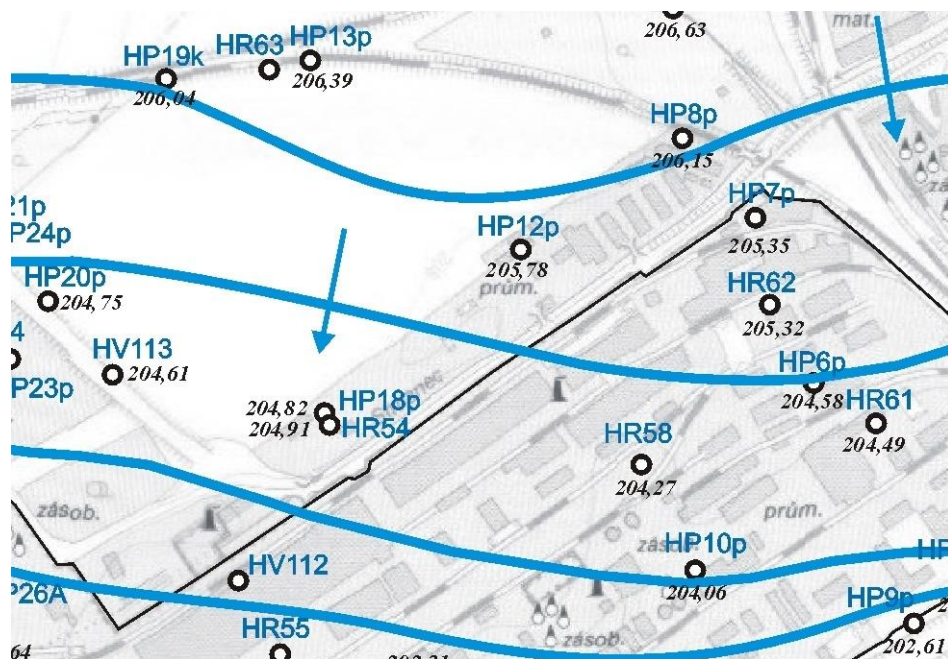 206,63
mat.
HP19k
HR63
HP13p
206,04
206,39
HP8p
206,15
21p
P24p
HP7p
205,35
HP12p
205,78
prům.
HP20p
204,75
HR62
205,32
4
HV113
204,61
P23p
HP6p
204,58
204,82
HP18p
204,91
HR54
HR61
204,49
HR58
204,27
zásob.
prům.
HP10p
204,06
HP
HV112
P26A
HP9p
202,61
HR55
zásob.
64